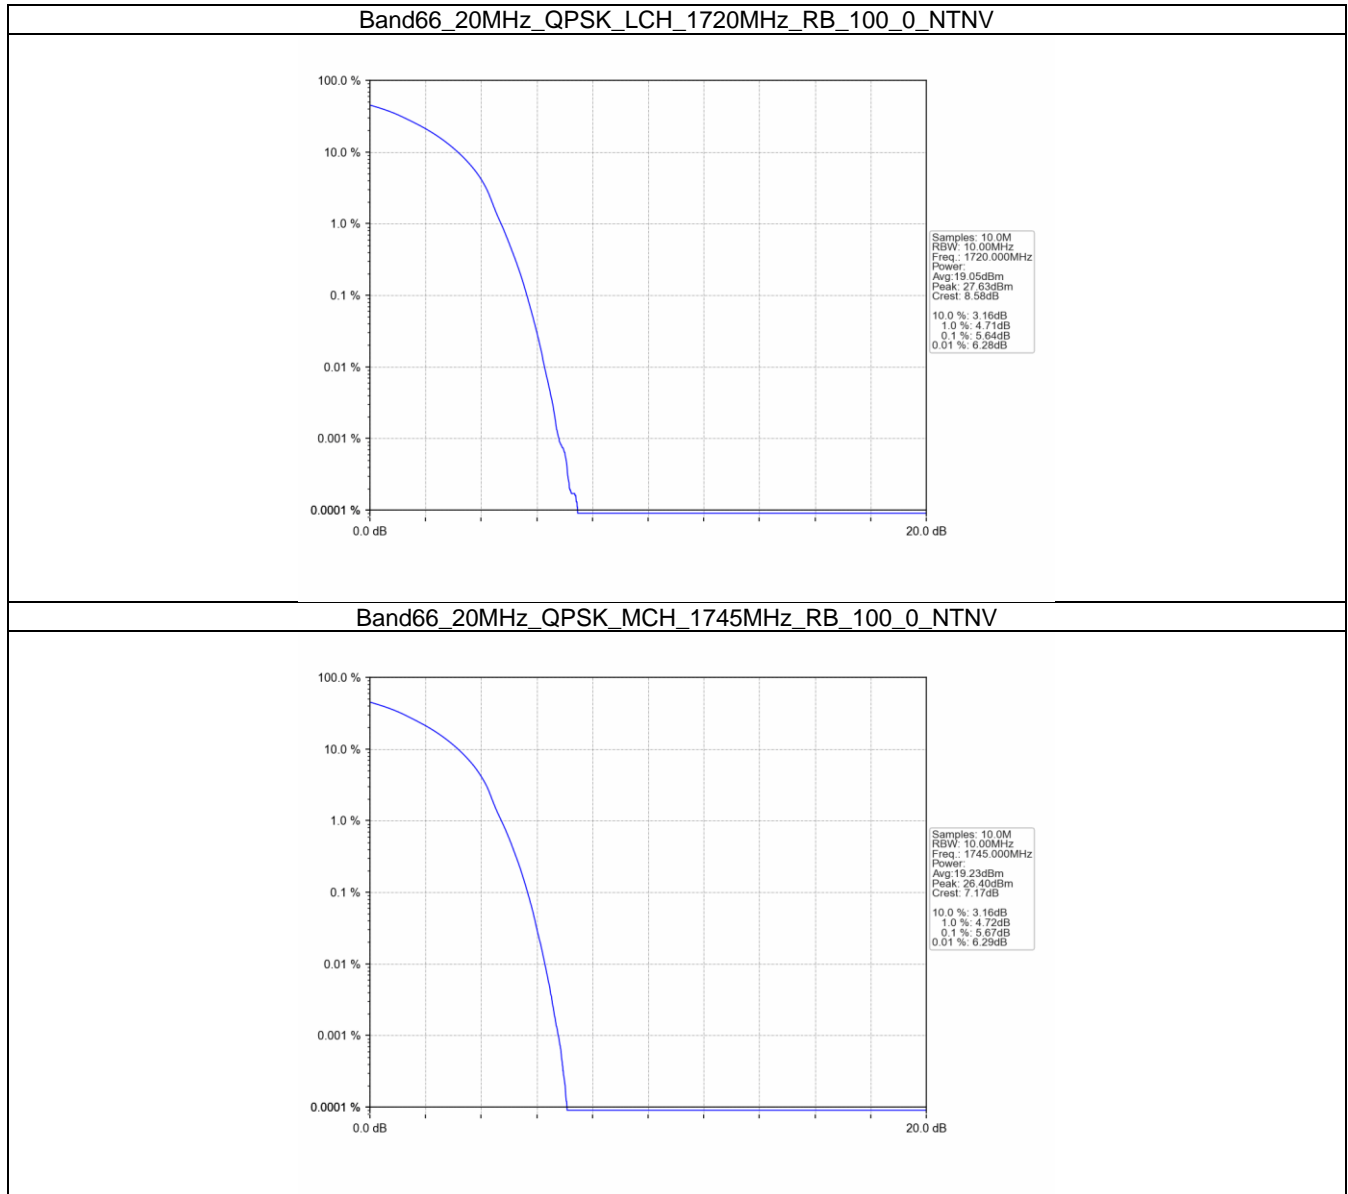 Band66_20MHz_QPSK_LCH_1720MHz_RB_100_0_NTNV
100.0 %
10.0 %
1.0 %
0.1 %
0.01 %
0.001 %
0.0001 %
0.0 dB
20.0 dB
Samples: 10.0M
RBW: 10.00MHz
Freq.: 1720.000MHz
Power:
Avg:19.05dBm
Peak: 27.63dBm
Crest: 8.58dB
10.0 %: 3.16dB
1.0 %: 4.71dB
0.1 %: 5.64dB
0.01 %: 6.28dB
Band66_20MHz_QPSK_MCH_1745MHz_RB_100_0_NTNV
100.0 %
10.0 %
1.0 %
0.1 %
0.01 %
0.001 %
0.0001 %
0.0 dB
20.0 dB
Samples: 10.0M
RBW: 10.00MHz
Freq.: 1745.000MHz
Power:
Avg:19.23dBm
Peak: 26.40dBm
Crest: 7.17dB
10.0 %: 3.16dB
1.0 %: 4.72dB
0.1 %: 5.67dB
0.01 %: 6.29dB